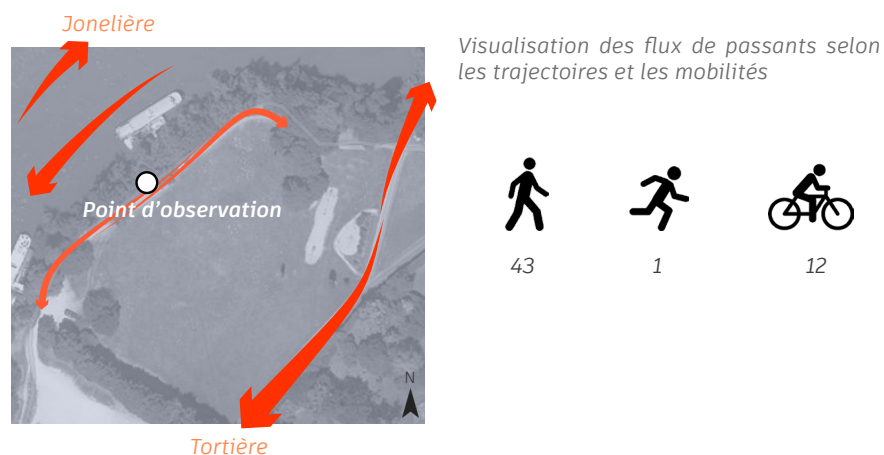 Jonelière
Visualisation des flux de passants selon
les trajectoires et les mobilités
Point d'observation
43
1
12
N
Tortière